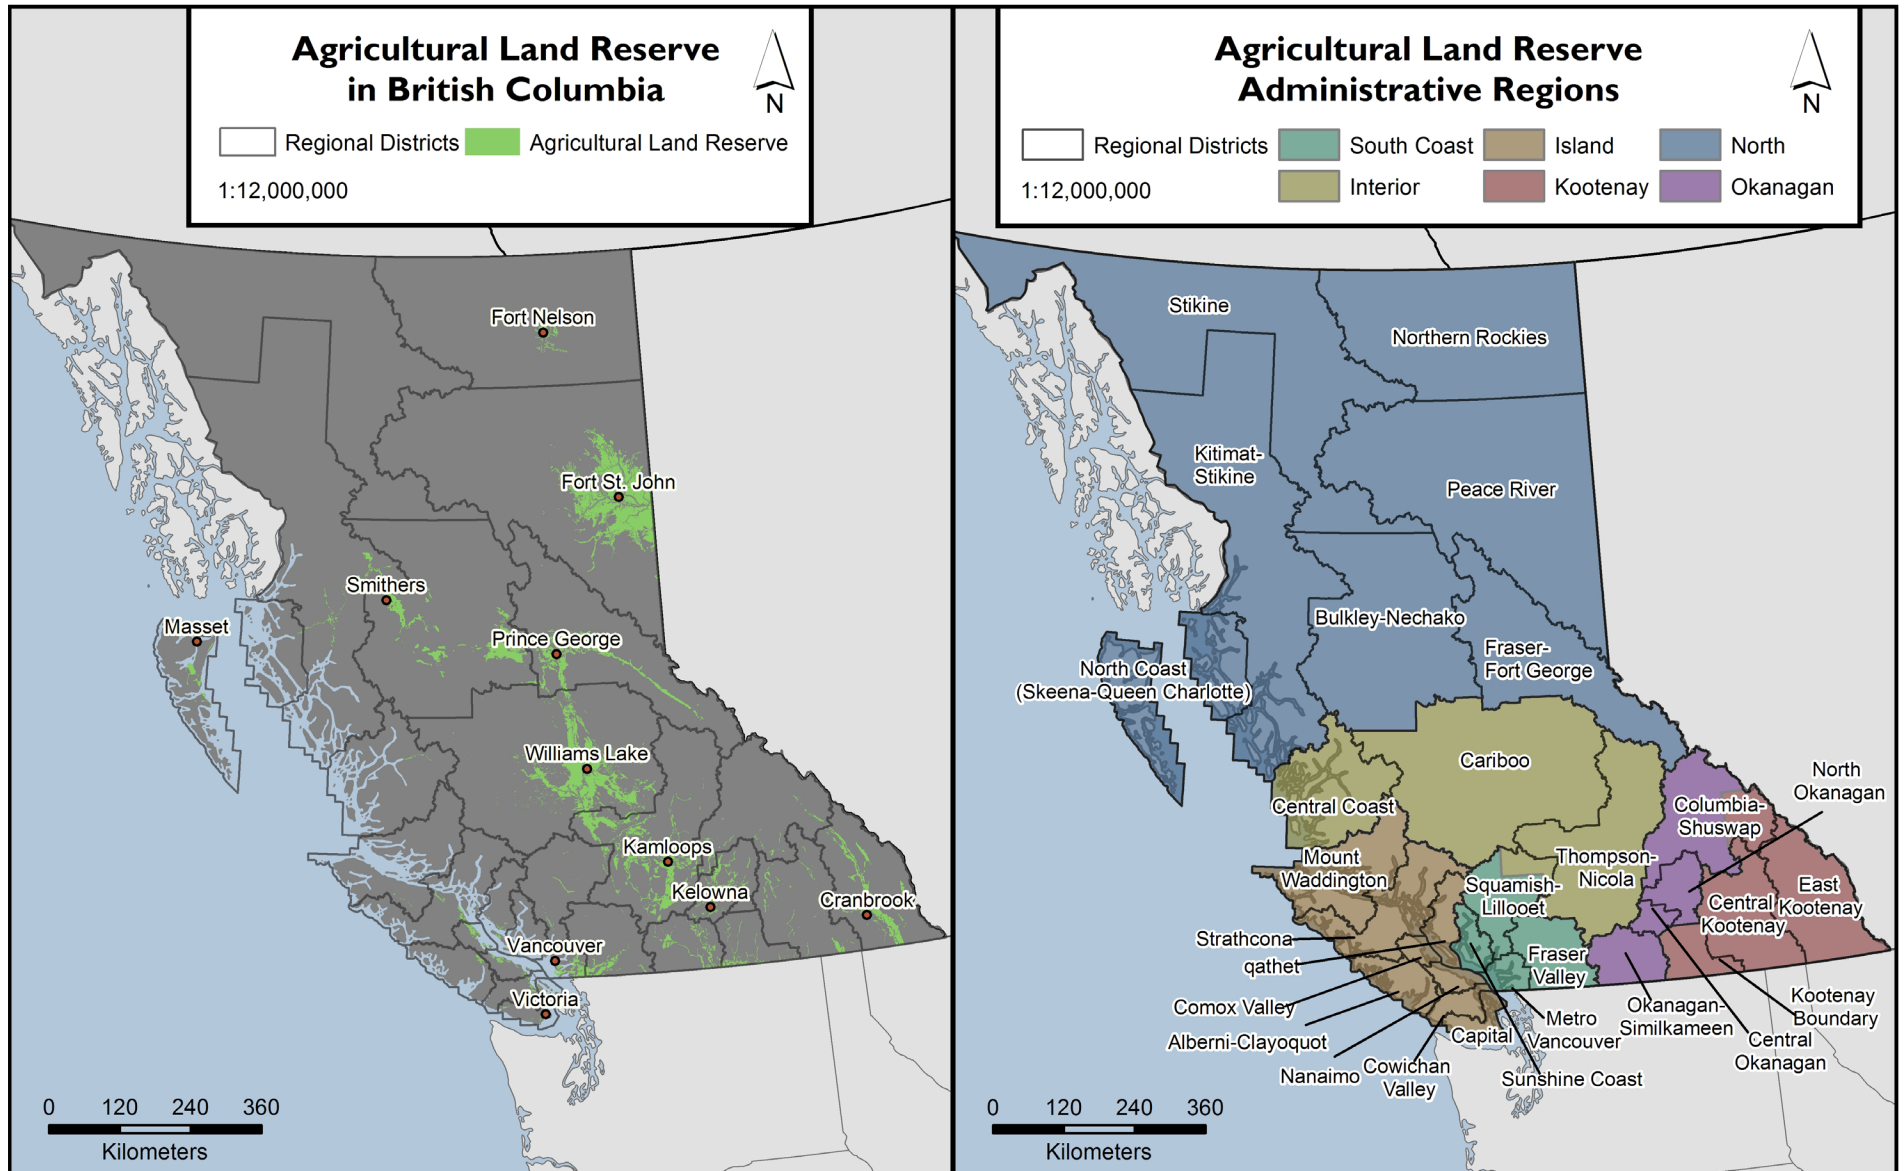 Agricultural Land Reserve
in British Columbia
N
Regional Districts
Agricultural Land Reserve
1:12,000,000
Fort Nelson
Fort St. John
Smithers
Masset
Prince George
Williams Lake
Kamloops
Kelowna
Cranbrook
Vancouver
Victoria
0 120 240 360
Kilometers
Agricultural Land Reserve
Administrative Regions
N
Regional Districts
South Coast
Island
North
1:12,000,000
Interior
Kootenay
Okanagan
Stikine
Northern Rockies
Kitimat-
Stikine
Peace River
Bulkley-Nechako
Fraser-
Fort George
North Coast
(Skeena-Queen Charlotte)
Cariboo
North
Okanagan
Central Coast
Columbia-
Shuswap
Mount
Waddington
Thompson-
Nicola
Squamish-
Lillooet
East
Kootenay
Central
Kootenay
Strathcona
qathet
Fraser
Valley
Comox Valley
Alberni-Clayoquot
Nanaimo
Cowichan
Valley
Capital
Metro
Vancouver
Sunshine Coast
Okanagan-
Similkameen
Kootenay
Boundary
Central
Okanagan
0 120 240 360
Kilometers